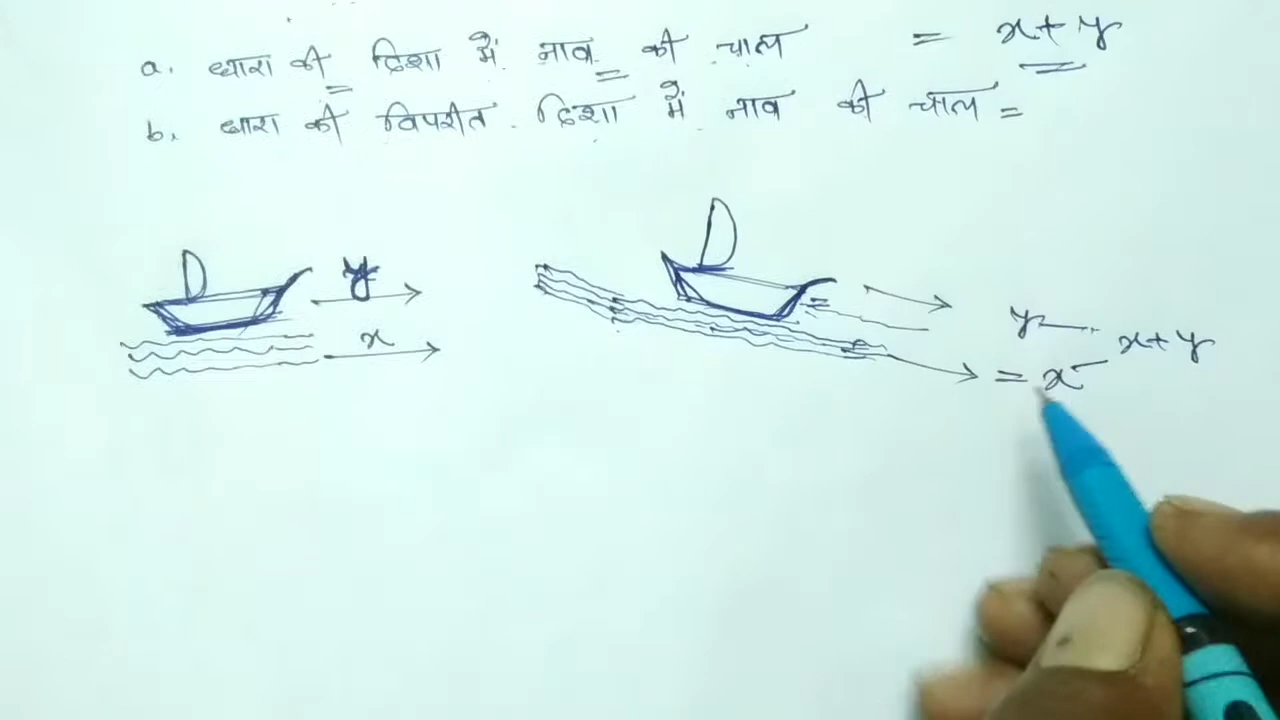 a. धारा की दिशा में नाव की चाल = x+y
b. धारा की विपरीत दिशा में नाव की चाल =
y
x
y
x+y
= x